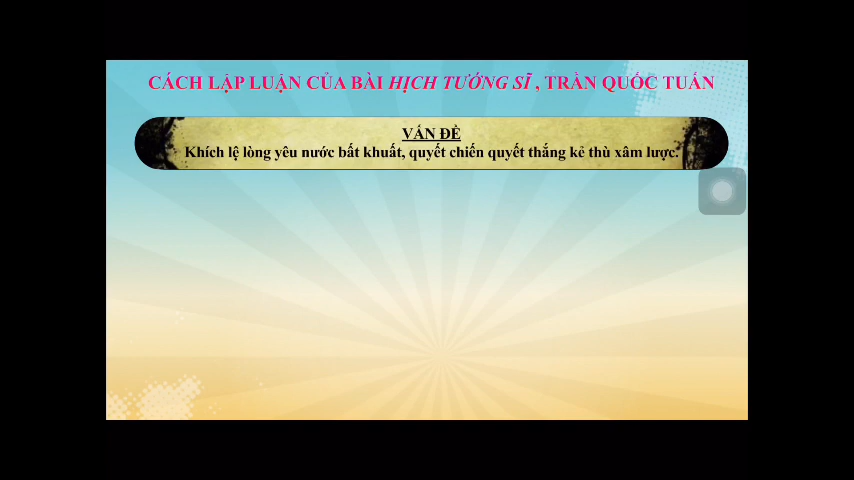 CÁCH LẬP LUẬN CỦA BÀI HỊCH TƯỚNG SĨ , TRẦN QUỐC TUẤN
VẤN ĐỀ
Khích lệ lòng yêu nước bất khuất, quyết chiến quyết thắng kẻ thù xâm lược.